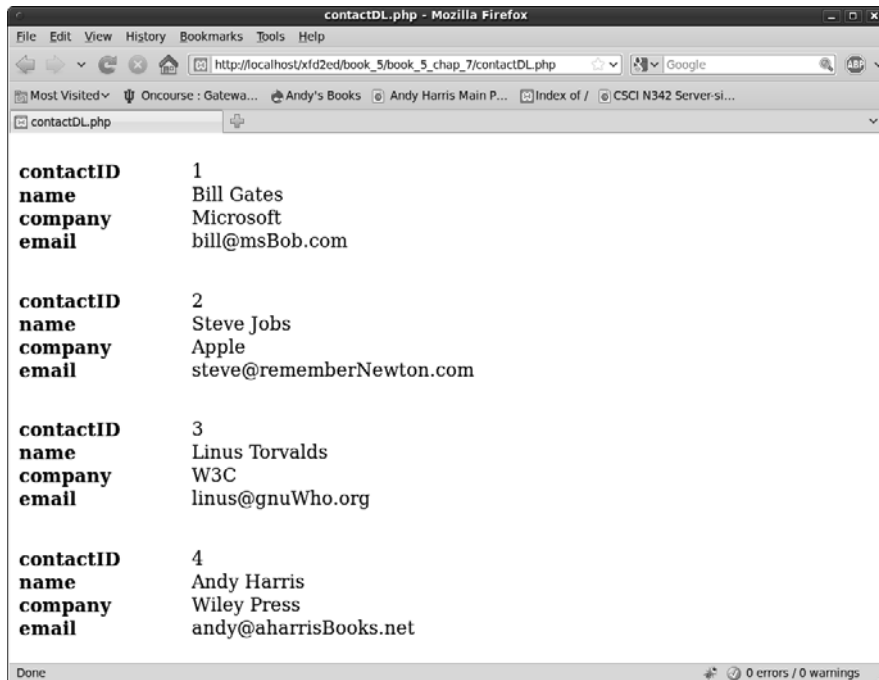 contactDL.php - Mozilla Firefox
File Edit View History Bookmarks Tools Help
http://localhost/xfd2ed/book_5/book_5_chap_7/contactDL.php Google ABP
Most Visited Oncourse : Gatewa... Andy's Books Andy Harris Main P... Index of / CSCI N342 Server-si...
contactDL.php
contactID 1
name Bill Gates
company Microsoft
email bill@msBob.com
contactID 2
name Steve Jobs
company Apple
email steve@rememberNewton.com
contactID 3
name Linus Torvalds
company W3C
email linus@gnuWho.org
contactID 4
name Andy Harris
company Wiley Press
email andy@aharrisBooks.net
Done 0 errors / 0 warnings